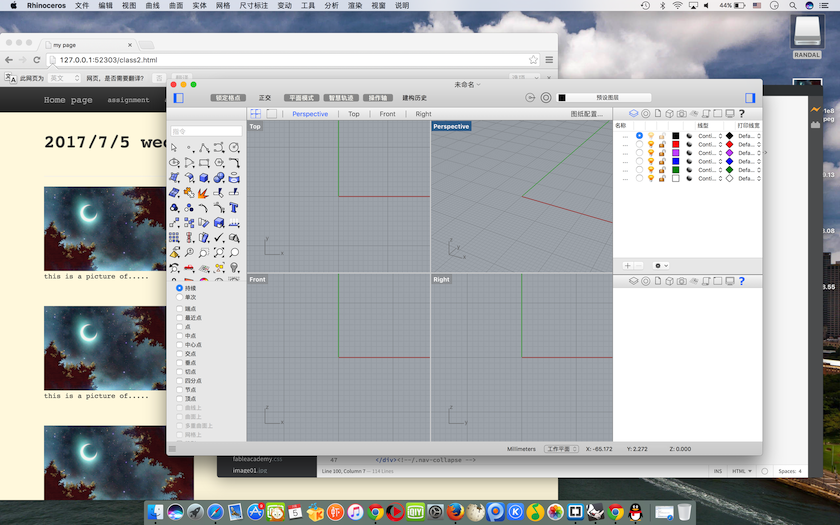 Rhinoceros 文件 编辑 视图 曲线 曲面 实体 网格 尺寸标注 变动 工具 分析 渲染 视窗 说明
44%
RANDAL
my page
127.0.0.1:52303/class2.html
此网页为 英文 网页，是否需要翻译?
Home page assignment
2017/7/5 wee
this is a picture of.....
this is a picture of.....
未命名
锁定格点 正交 平面模式 智慧轨迹 操作轴 建构历史
预设图层
Perspective Top Front Right 图纸配置...
指令
Top
Perspective
Front
Right
名称 线型 打印线宽
... Conti... Defa...
... Conti... Defa...
... Conti... Defa...
... Conti... Defa...
... Conti... Defa...
... Conti... Defa...
持续
单次
端点
最近点
点
中点
中心点
交点
垂点
切点
四分点
节点
顶点
曲线上
曲面上
多重曲面上
网格上
Millimeters 工作平面 X: -65.172 Y: 2.272 Z: 0.000
fableacademy.css
image01.jpg
47 </div><!--/.nav-collapse -->
Line 100, Column 7 — 114 Lines
INS HTML Spaces: 4